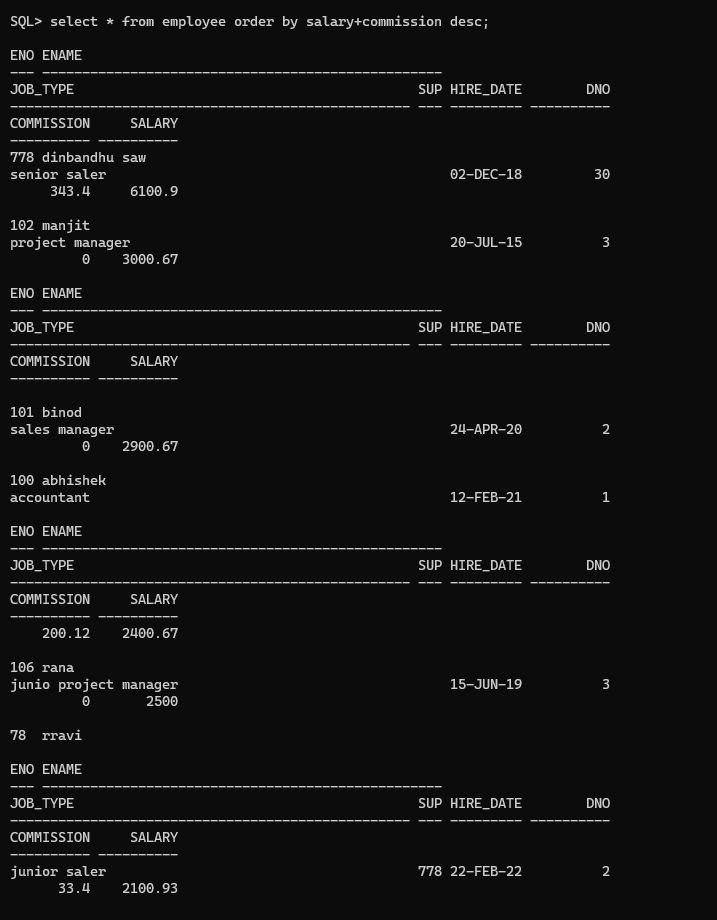 SQL> select * from employee order by salary+commission desc;
ENO ENAME
--- --------------------------------------------------
JOB_TYPE                                           SUP HIRE_DATE        DNO
-------------------------------------------------- --- --------- ----------
COMMISSION     SALARY
---------- ----------
778 dinbandhu saw
senior saler                                           02-DEC-18         30
     343.4     6100.9
102 manjit
project manager                                        20-JUL-15          3
         0    3000.67
ENO ENAME
--- --------------------------------------------------
JOB_TYPE                                           SUP HIRE_DATE        DNO
-------------------------------------------------- --- --------- ----------
COMMISSION     SALARY
---------- ----------
101 binod
sales manager                                          24-APR-20          2
         0    2900.67
100 abhishek
accountant                                             12-FEB-21          1
ENO ENAME
--- --------------------------------------------------
JOB_TYPE                                           SUP HIRE_DATE        DNO
-------------------------------------------------- --- --------- ----------
COMMISSION     SALARY
---------- ----------
    200.12    2400.67
106 rana
junio project manager                                  15-JUN-19          3
         0       2500
78  rravi
ENO ENAME
--- --------------------------------------------------
JOB_TYPE                                           SUP HIRE_DATE        DNO
-------------------------------------------------- --- --------- ----------
COMMISSION     SALARY
---------- ----------
junior saler                                       778 22-FEB-22          2
      33.4    2100.93